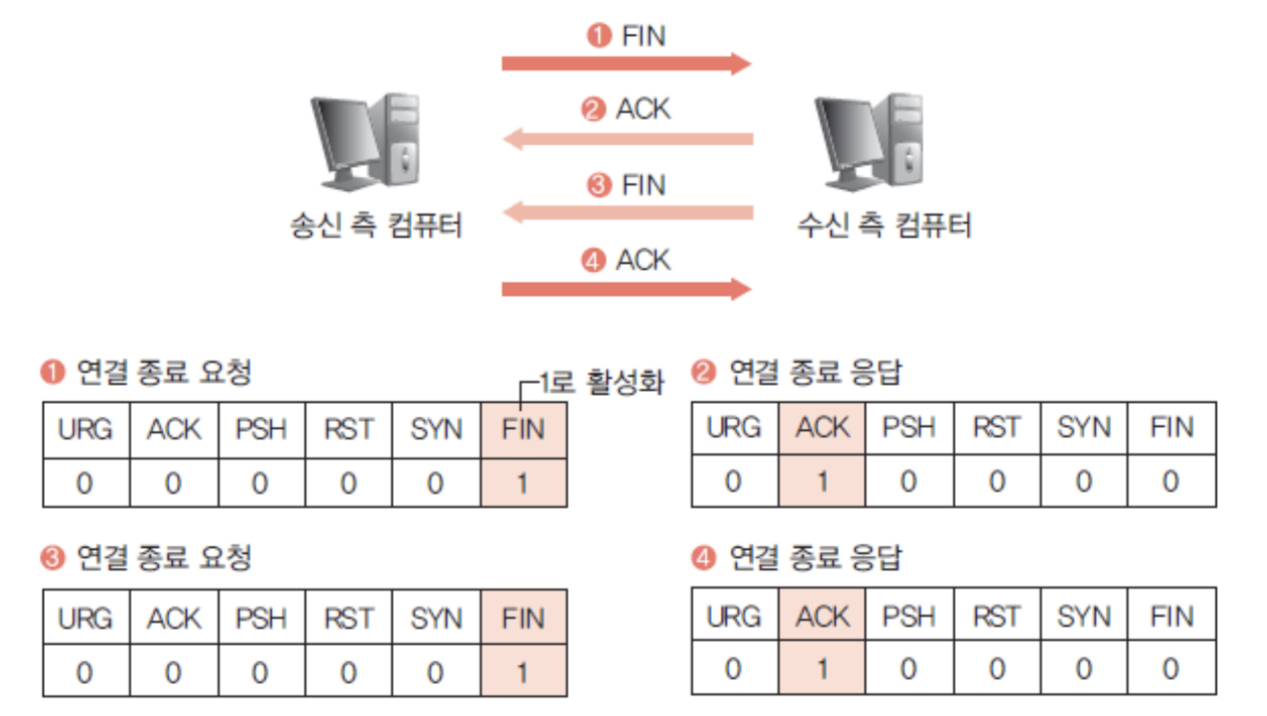 ❶ FIN
❷ ACK
❸ FIN
송신 측 컴퓨터
수신 측 컴퓨터
❹ ACK
❶ 연결 종료 요청
1로 활성화
URG ACK PSH RST SYN FIN
0 0 0 0 0 1
❷ 연결 종료 응답
URG ACK PSH RST SYN FIN
0 1 0 0 0 0
❸ 연결 종료 요청
URG ACK PSH RST SYN FIN
0 0 0 0 0 1
❹ 연결 종료 응답
URG ACK PSH RST SYN FIN
0 1 0 0 0 0